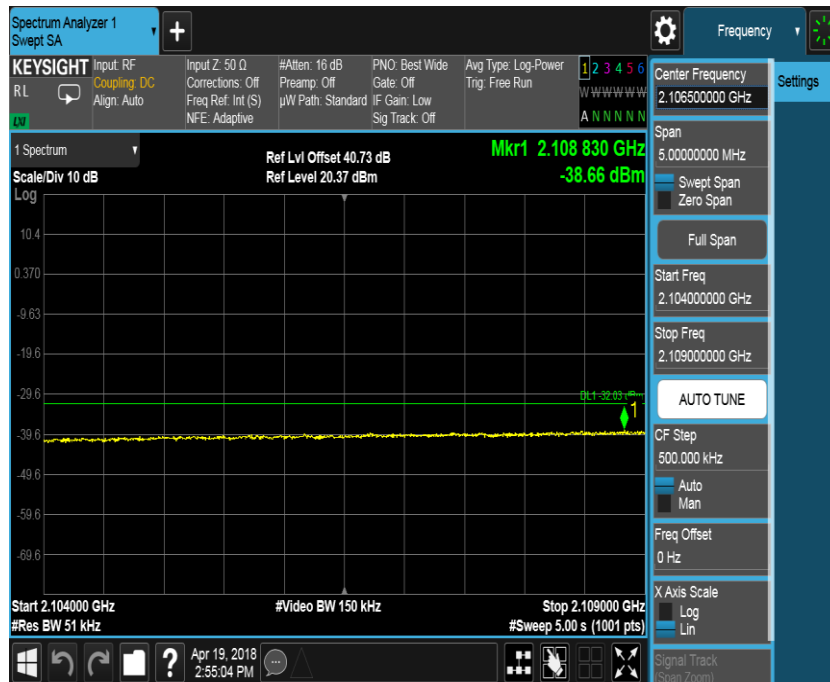 Spectrum Analyzer 1
Swept SA
+
Frequency
KEYSIGHT
RL
LXI
Input: RF
Coupling: DC
Align: Auto
Input Z: 50 Ω
Corrections: Off
Freq Ref: Int (S)
NFE: Adaptive
#Atten: 16 dB
Preamp: Off
µW Path: Standard
PNO: Best Wide
Gate: Off
IF Gain: Low
Sig Track: Off
Avg Type: Log-Power
Trig: Free Run
1 2 3 4 5 6
W W W W W W
A N N N N N
1 Spectrum
Scale/Div 10 dB
Ref Lvl Offset 40.73 dB
Ref Level 20.37 dBm
Mkr1 2.108 830 GHz
-38.66 dBm
Log
10.4
0.370
-9.63
-19.6
-29.6
-39.6
-49.6
-59.6
-69.6
DL1 -32.03 dBm
1
Start 2.104000 GHz
#Res BW 51 kHz
#Video BW 150 kHz
Stop 2.109000 GHz
#Sweep 5.00 s (1001 pts)
Center Frequency
2.106500000 GHz
Settings
Span
5.00000000 MHz
Swept Span
Zero Span
Full Span
Start Freq
2.104000000 GHz
Stop Freq
2.109000000 GHz
AUTO TUNE
CF Step
500.000 kHz
Auto
Man
Freq Offset
0 Hz
X Axis Scale
Log
Lin
Signal Track
(Span Zoom)
?
Apr 19, 2018
2:55:04 PM